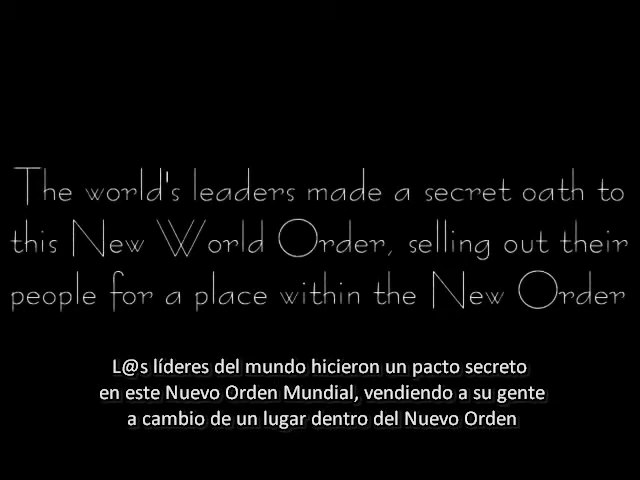 The world's leaders made a secret oath to
this New World Order, selling out their
people for a place within the New Order
L@s líderes del mundo hicieron un pacto secreto
en este Nuevo Orden Mundial, vendiendo a su gente
a cambio de un lugar dentro del Nuevo Orden